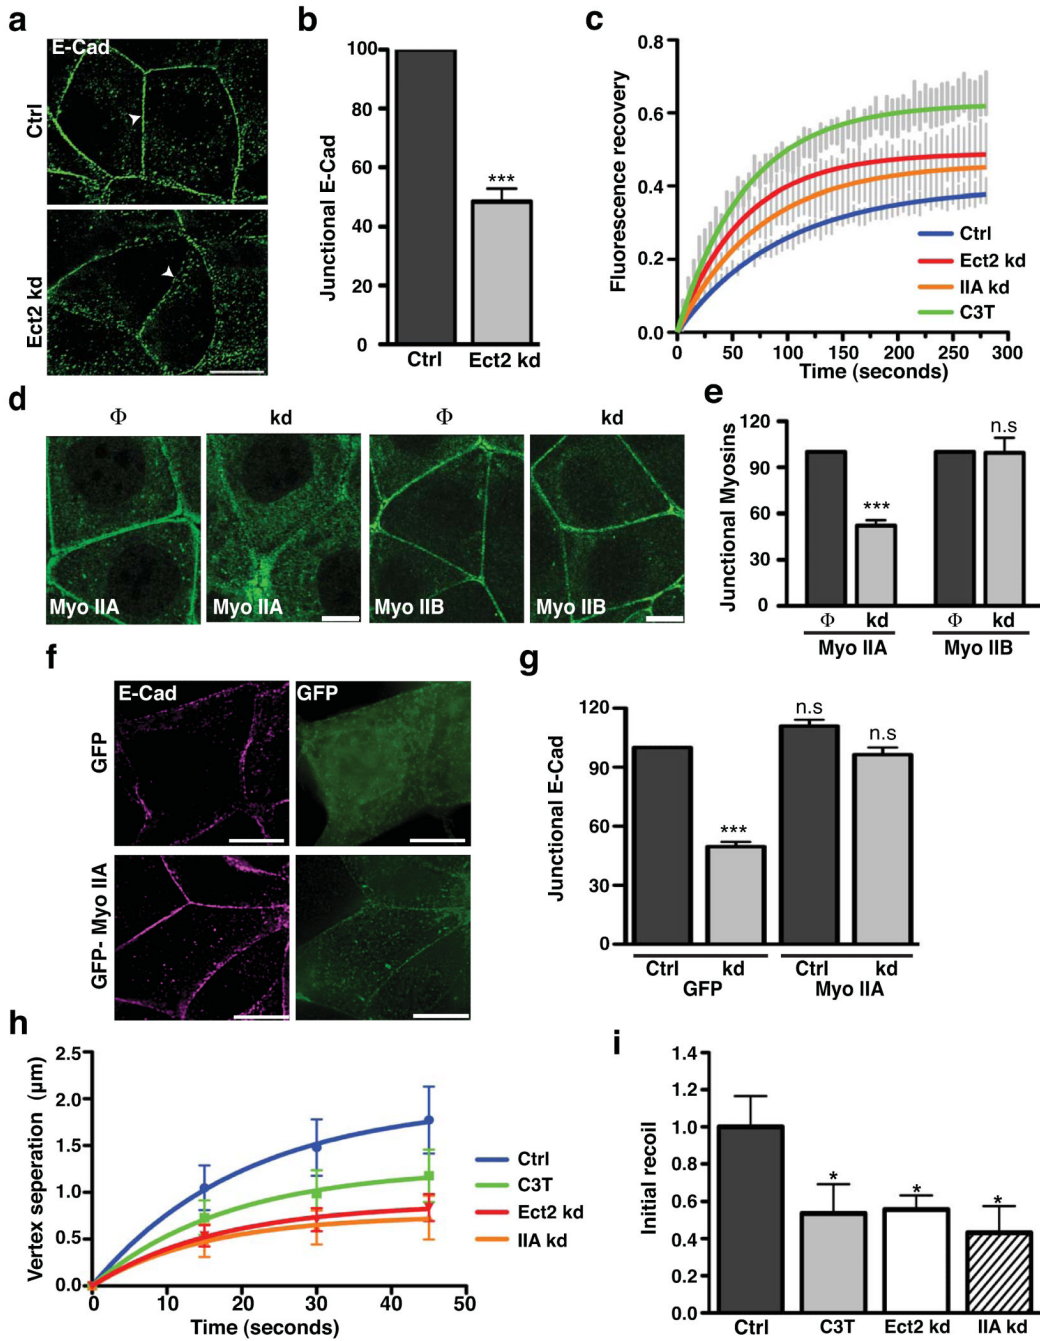 a
E-Cad
Ctrl
Ect2 kd
b
Junctional E-Cad
100
80
60
40
20
0
***
Ctrl Ect2 kd
c
Fluorescence recovery
0.8
0.6
0.4
0.2
0.0
Ctrl
Ect2 kd
IIA kd
C3T
0 50 100 150 200 250 300
Time (seconds)
d
Φ kd Φ kd
Myo IIA Myo IIA Myo IIB Myo IIB
e
Junctional Myosins
120
90
60
30
0
***
n.s
Φ kd Φ kd
Myo IIA Myo IIB
f
E-Cad GFP
GFP
GFP- Myo IIA
g
Junctional E-Cad
120
90
60
30
0
***
n.s
n.s
Ctrl kd Ctrl kd
GFP Myo IIA
h
Vertex seperation (μm)
2.5
2.0
1.5
1.0
0.5
0.0
Ctrl
C3T
Ect2 kd
IIA kd
0 10 20 30 40 50
Time (seconds)
i
Initial recoil
1.4
1.2
1.0
0.8
0.6
0.4
0.2
0.0
* * *
Ctrl C3T Ect2 kd IIA kd